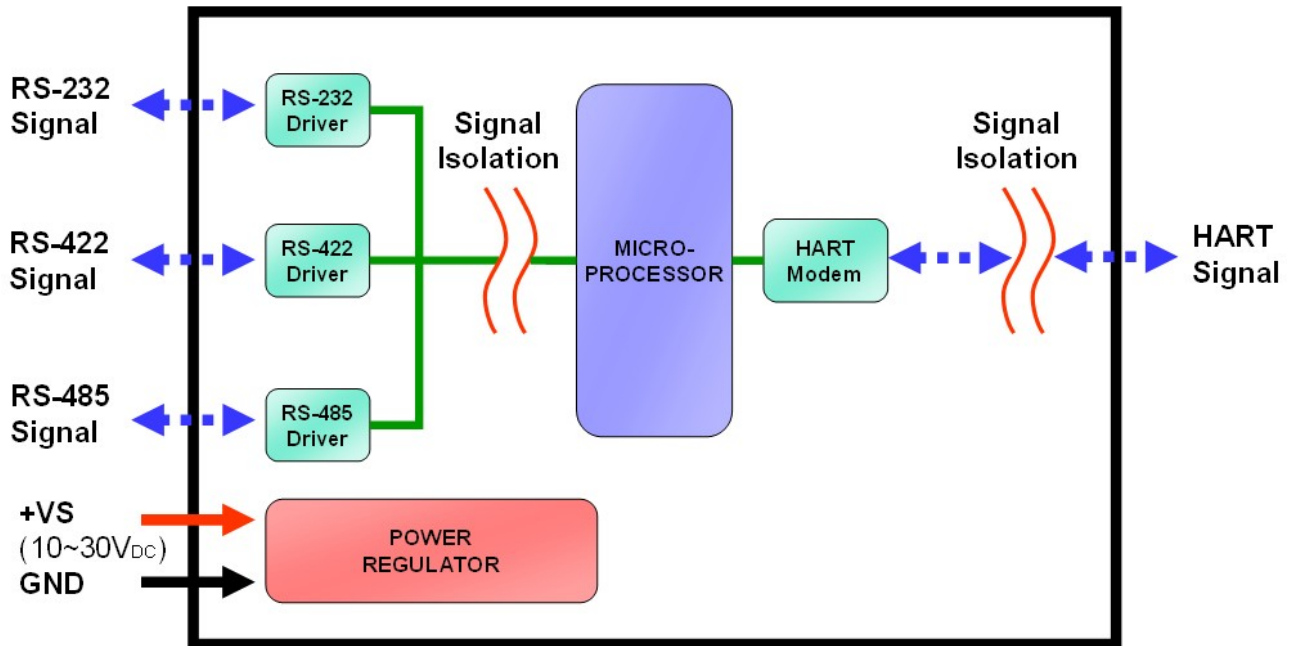 RS-232
Signal
RS-232
Driver
Signal
Isolation
Signal
Isolation
RS-422
Signal
RS-422
Driver
MICRO-
PROCESSOR
HART
Modem
HART
Signal
RS-485
Signal
RS-485
Driver
+VS
(10~30VDC)
GND
POWER
REGULATOR